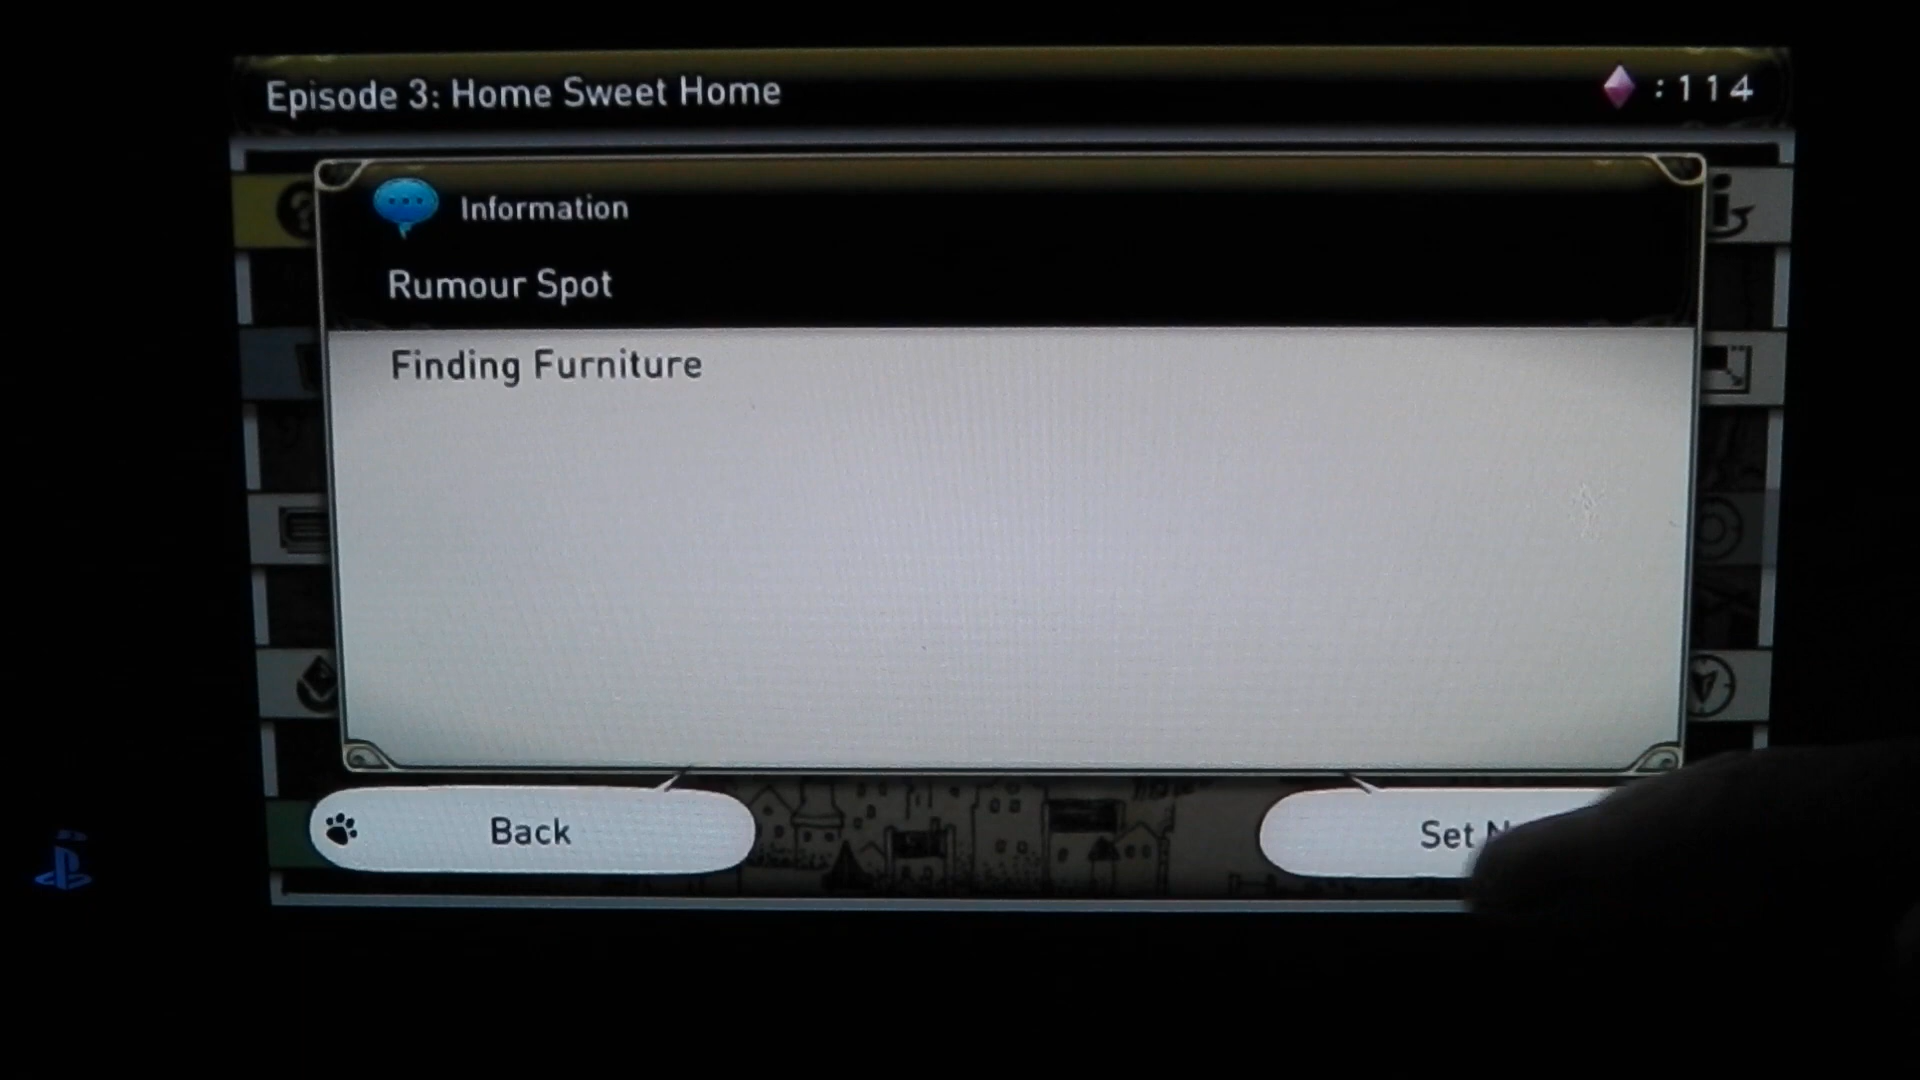 Episode 3: Home Sweet Home
:114
Information
Rumour Spot
Finding Furniture
Back
Set